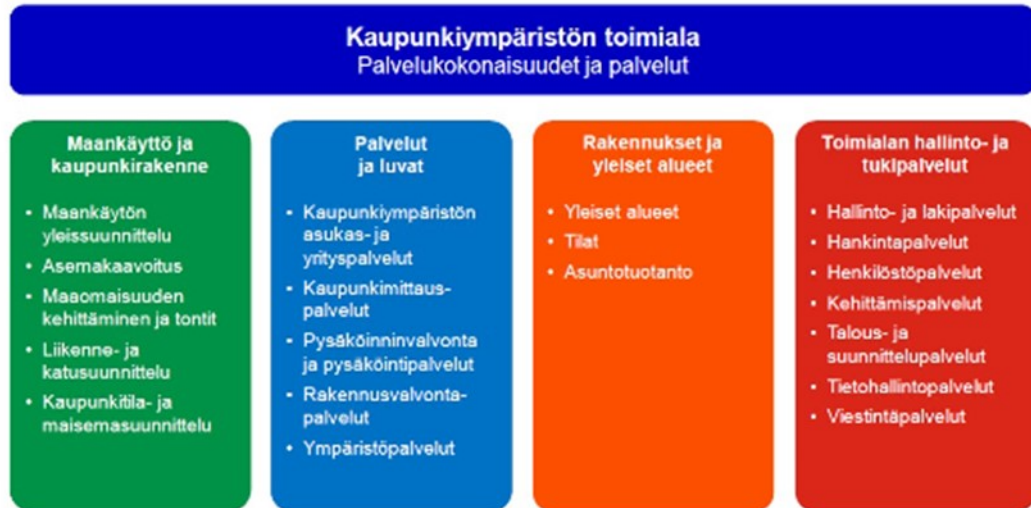 Kaupunkiympäristön toimiala
Palvelukokonaisuudet ja palvelut
Maankäyttö ja
kaupunkirakenne
• Maankäytön
yleissuunnittelu
• Asemakaavoitus
• Maaomaisuuden
kehittäminen ja tontit
• Liikenne- ja
katusuunnittelu
• Kaupunkitila- ja
maisemasuunnittelu
Palvelut
ja luvat
• Kaupunkiympäristön
asukas- ja
yrityspalvelut
• Kaupunkimittaus-
palvelut
• Pysäköinninvalvonta
ja pysäköintipalvelut
• Rakennusvalvonta-
palvelut
• Ympäristöpalvelut
Rakennukset ja
yleiset alueet
• Yleiset alueet
• Tilat
• Asuntotuotanto
Toimialan hallinto- ja
tukipalvelut
• Hallinto- ja lakipalvelut
• Hankintapalvelut
• Henkilöstöpalvelut
• Kehittämispalvelut
• Talous- ja
suunnittelupalvelut
• Tietohallintopalvelut
• Viestintäpalvelut